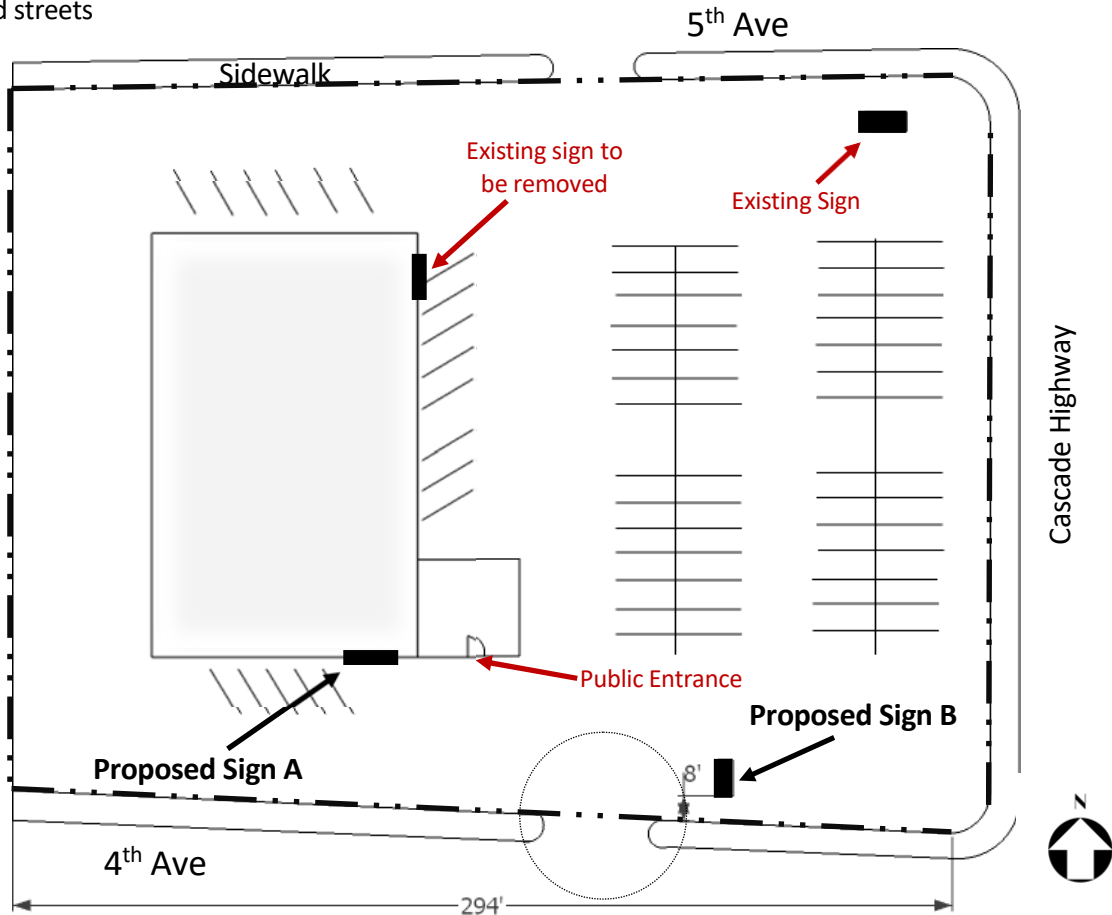 d streets
5th Ave
Sidewalk
Existing sign to
be removed
Existing Sign
Cascade Highway
Public Entrance
Proposed Sign B
8'
Proposed Sign A
N
4th Ave
294'